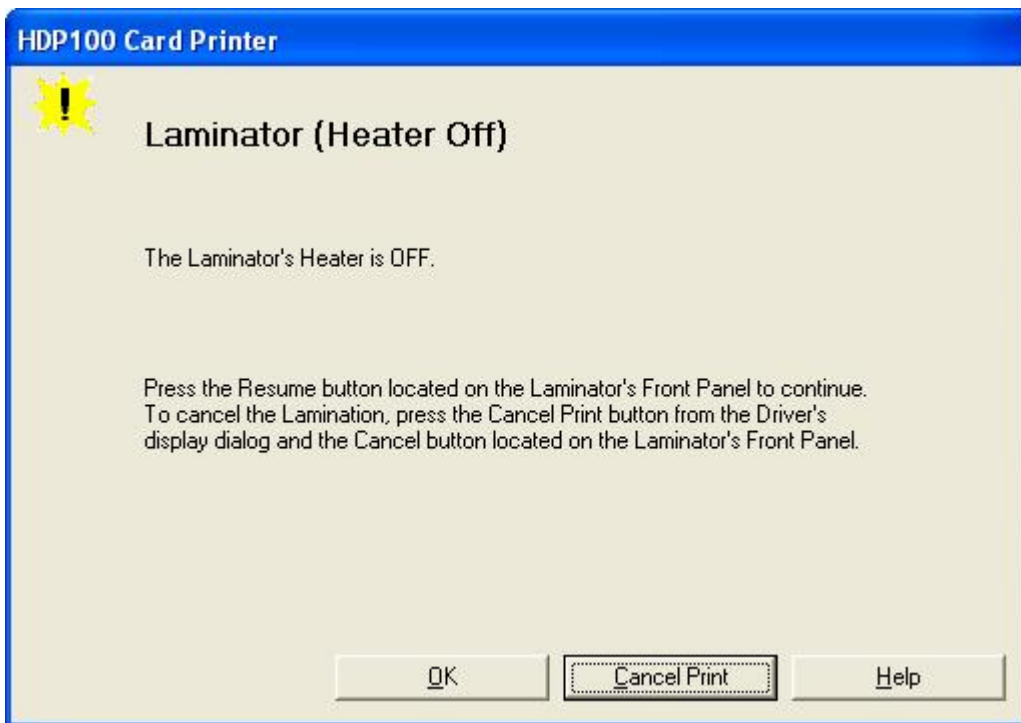 HDP100 Card Printer
!
Laminator (Heater Off)
The Laminator's Heater is OFF.
Press the Resume button located on the Laminator's Front Panel to continue.
To cancel the Lamination, press the Cancel Print button from the Driver's
display dialog and the Cancel button located on the Laminator's Front Panel.
OK
Cancel Print
Help